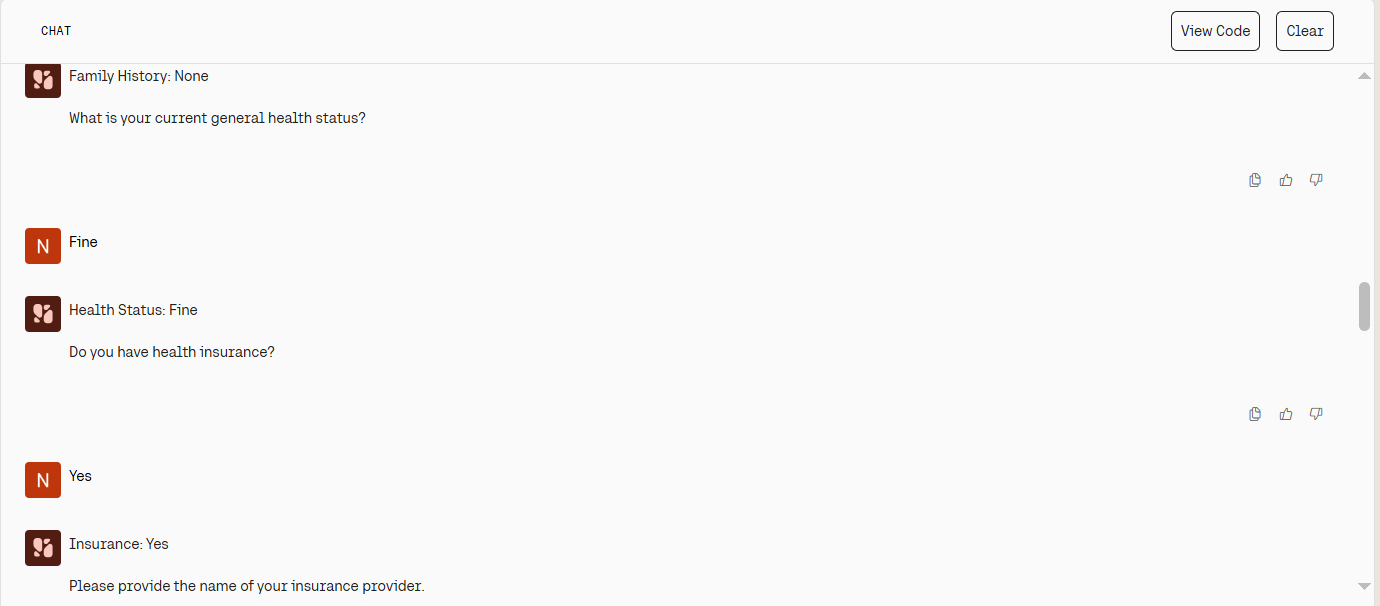 CHAT
View Code
Clear
Family History: None
What is your current general health status?
N
Fine
Health Status: Fine
Do you have health insurance?
N
Yes
Insurance: Yes
Please provide the name of your insurance provider.